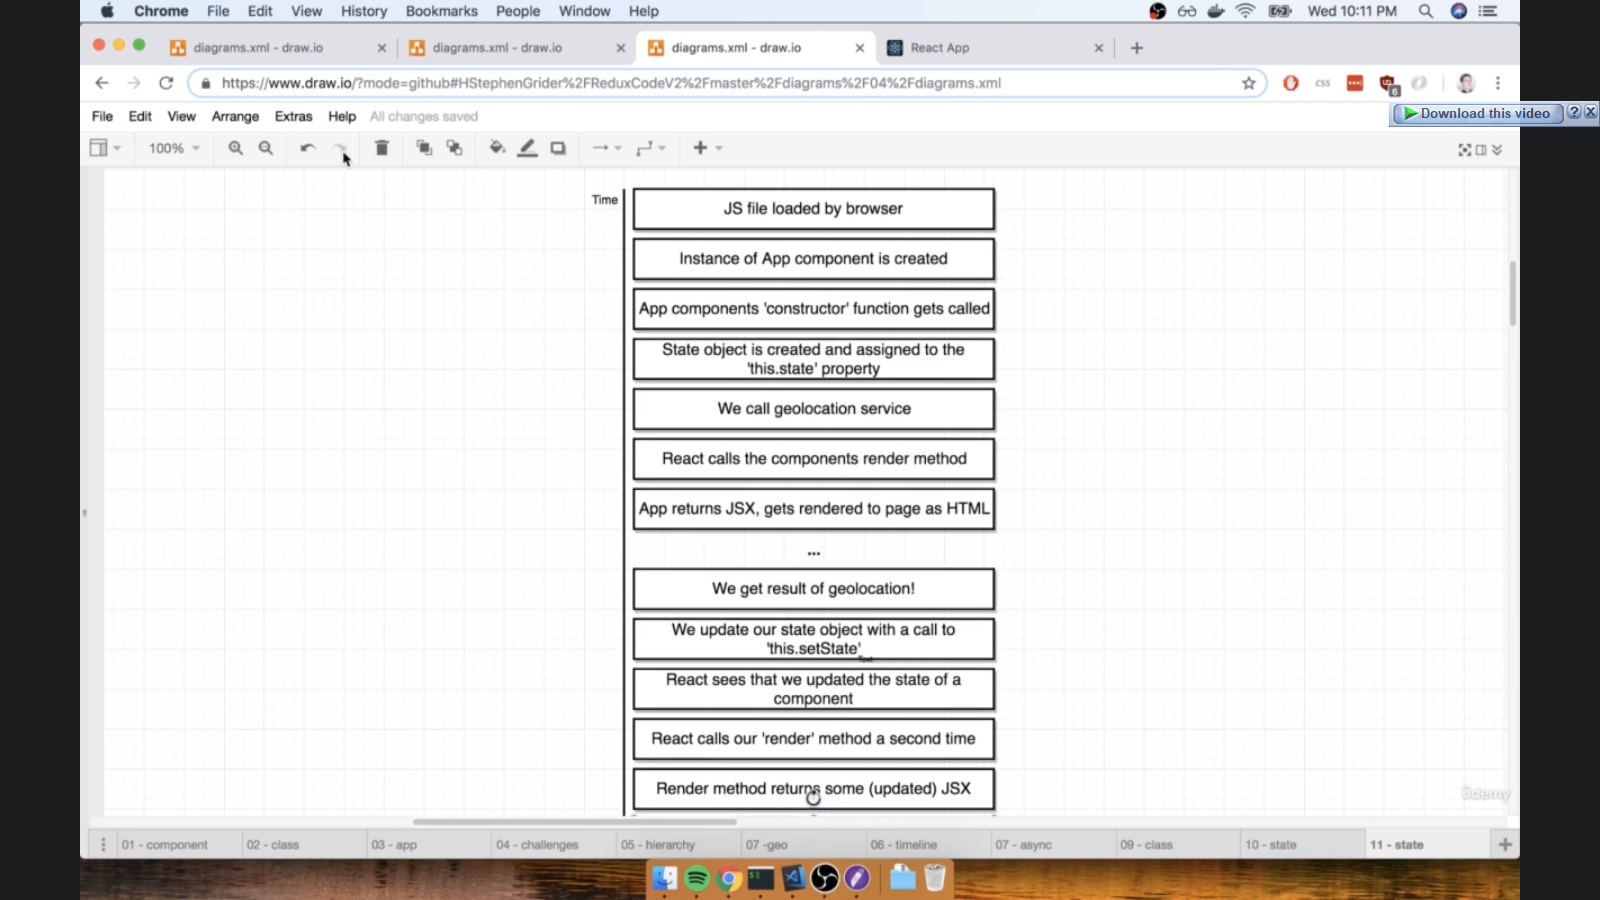 Chrome File Edit View History Bookmarks People Window Help Wed 10:11 PM
diagrams.xml - draw.io diagrams.xml - draw.io diagrams.xml - draw.io React App
https://www.draw.io/?mode=github#HStephenGrider%2FReduxCodeV2%2Fmaster%2Fdiagrams%2F04%2Fdiagrams.xml CSS 6
File Edit View Arrange Extras Help All changes saved
Download this video ? X
100%
Time
JS file loaded by browser
Instance of App component is created
App components 'constructor' function gets called
State object is created and assigned to the
'this.state' property
We call geolocation service
React calls the components render method
App returns JSX, gets rendered to page as HTML
...
We get result of geolocation!
We update our state object with a call to
'this.setState'
Text
React sees that we updated the state of a
component
React calls our 'render' method a second time
Render method returns some (updated) JSX
ûdemy
01 - component 02 - class 03 - app 04 - challenges 05 - hierarchy 07 -geo 06 - timeline 07 - async 09 - class 10 - state 11 - state